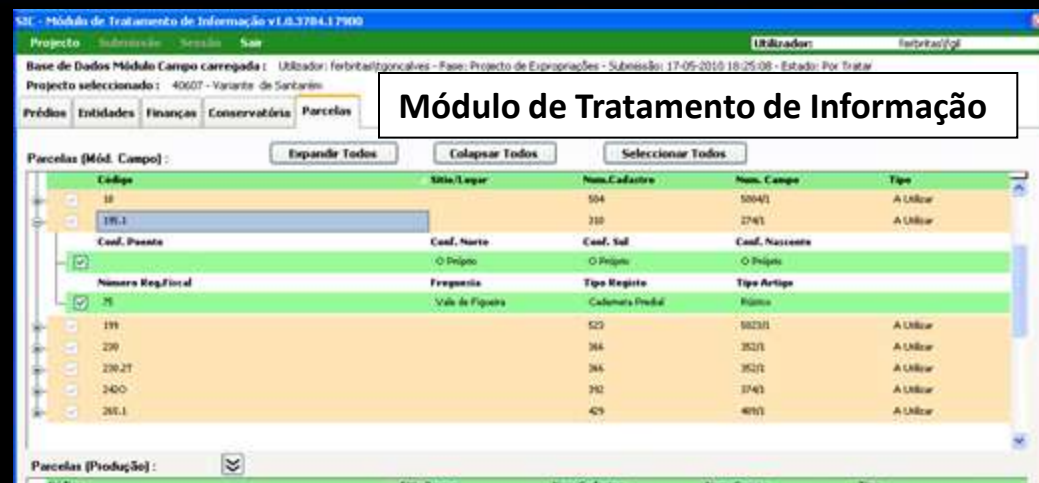 SIC - Módulo de Tratamento de Informação v1.0.3784.17900
Projecto Submissão Sessão Sair Utilizador: ferbritas\fgil
Base de Dados Módulo Campo carregada : Utilizador: ferbritas\tgoncalves - Fase: Projecto de Expropriações - Submissão: 17-05-2010 18:25:08 - Estado: Por Tratar
Projecto seleccionado : 40607 - Variante de Santarém
Prédios Entidades Finanças Conservatória Parcelas
Módulo de Tratamento de Informação
Parcelas (Mód. Campo) : Expandir Todos Colapsar Todos Seleccionar Todos
Código Sítio/Lugar Num.Cadastro Num. Campo Tipo
10 504 5004/1 A Utilizar
195.1 310 274/1 A Utilizar
Conf. Poente Conf. Norte Conf. Sul Conf. Nascente
O Próprio O Próprio O Próprio
Número Reg.Fiscal Freguesia Tipo Registo Tipo Artigo
75 Vale de Figueira Caderneta Predial Rústico
199 523 5023/1 A Utilizar
230 366 352/1 A Utilizar
230.2T 366 352/1 A Utilizar
242O 392 374/1 A Utilizar
265.1 429 409/1 A Utilizar
Parcelas (Produção) :